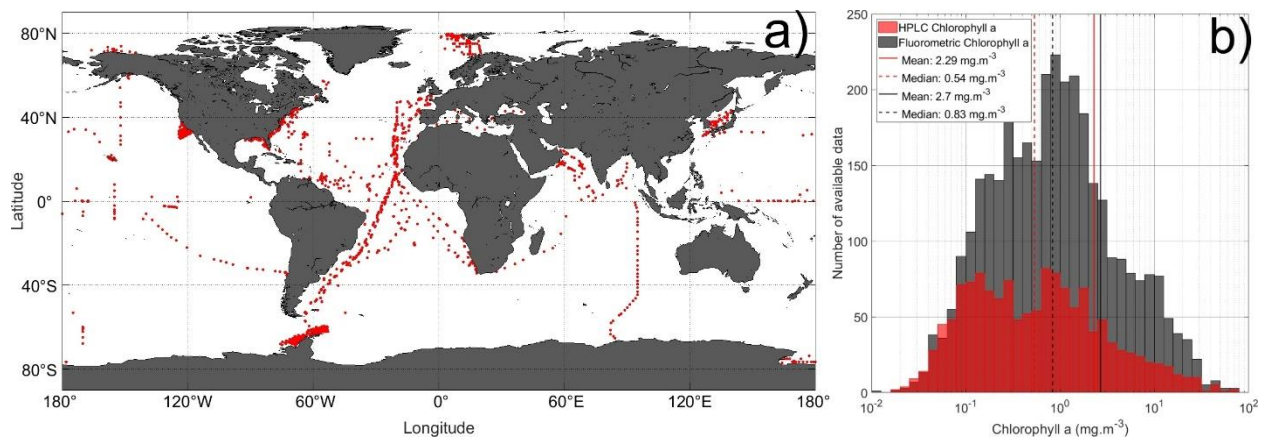 a)
80°N
40°N
0°
40°S
80°S
180°
120°W
60°W
0°
60°E
120°E
180°
Latitude
Longitude
b)
HPLC Chlorophyll a
Fluorometric Chlorophyll a
Mean: 2.29 mg.m⁻³
Median: 0.54 mg.m⁻³
Mean: 2.7 mg.m⁻³
Median: 0.83 mg.m⁻³
250
200
150
100
50
0
10⁻²
10⁻¹
10⁰
10¹
10²
Number of available data
Chlorophyll a (mg.m⁻³)